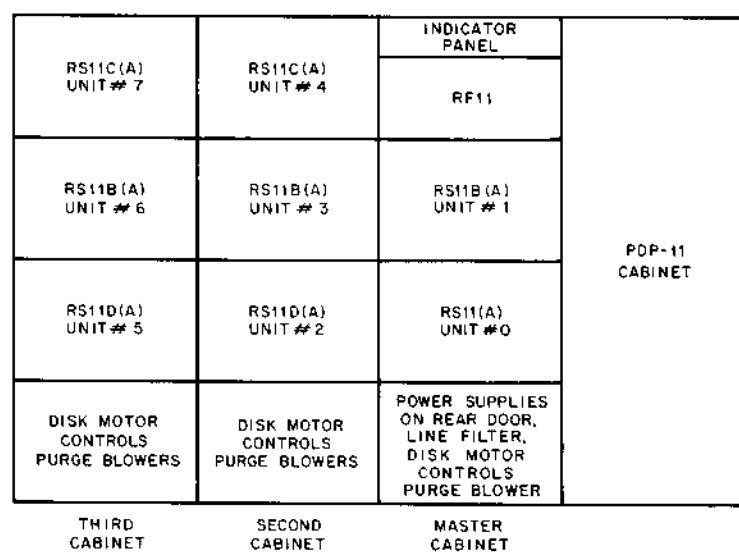 RS11C(A)
UNIT # 7
RS11C(A)
UNIT # 4
INDICATOR
PANEL
RF11
RS11B(A)
UNIT # 6
RS11B(A)
UNIT # 3
RS11B(A)
UNIT # 1
PDP-11
CABINET
RS11D(A)
UNIT # 5
RS11D(A)
UNIT #2
RS11(A)
UNIT #0
DISK MOTOR
CONTROLS
PURGE BLOWERS
DISK MOTOR
CONTROLS
PURGE BLOWERS
POWER SUPPLIES
ON REAR DOOR,
LINE FILTER,
DISK MOTOR
CONTROLS
PURGE BLOWER
THIRD
CABINET
SECOND
CABINET
MASTER
CABINET